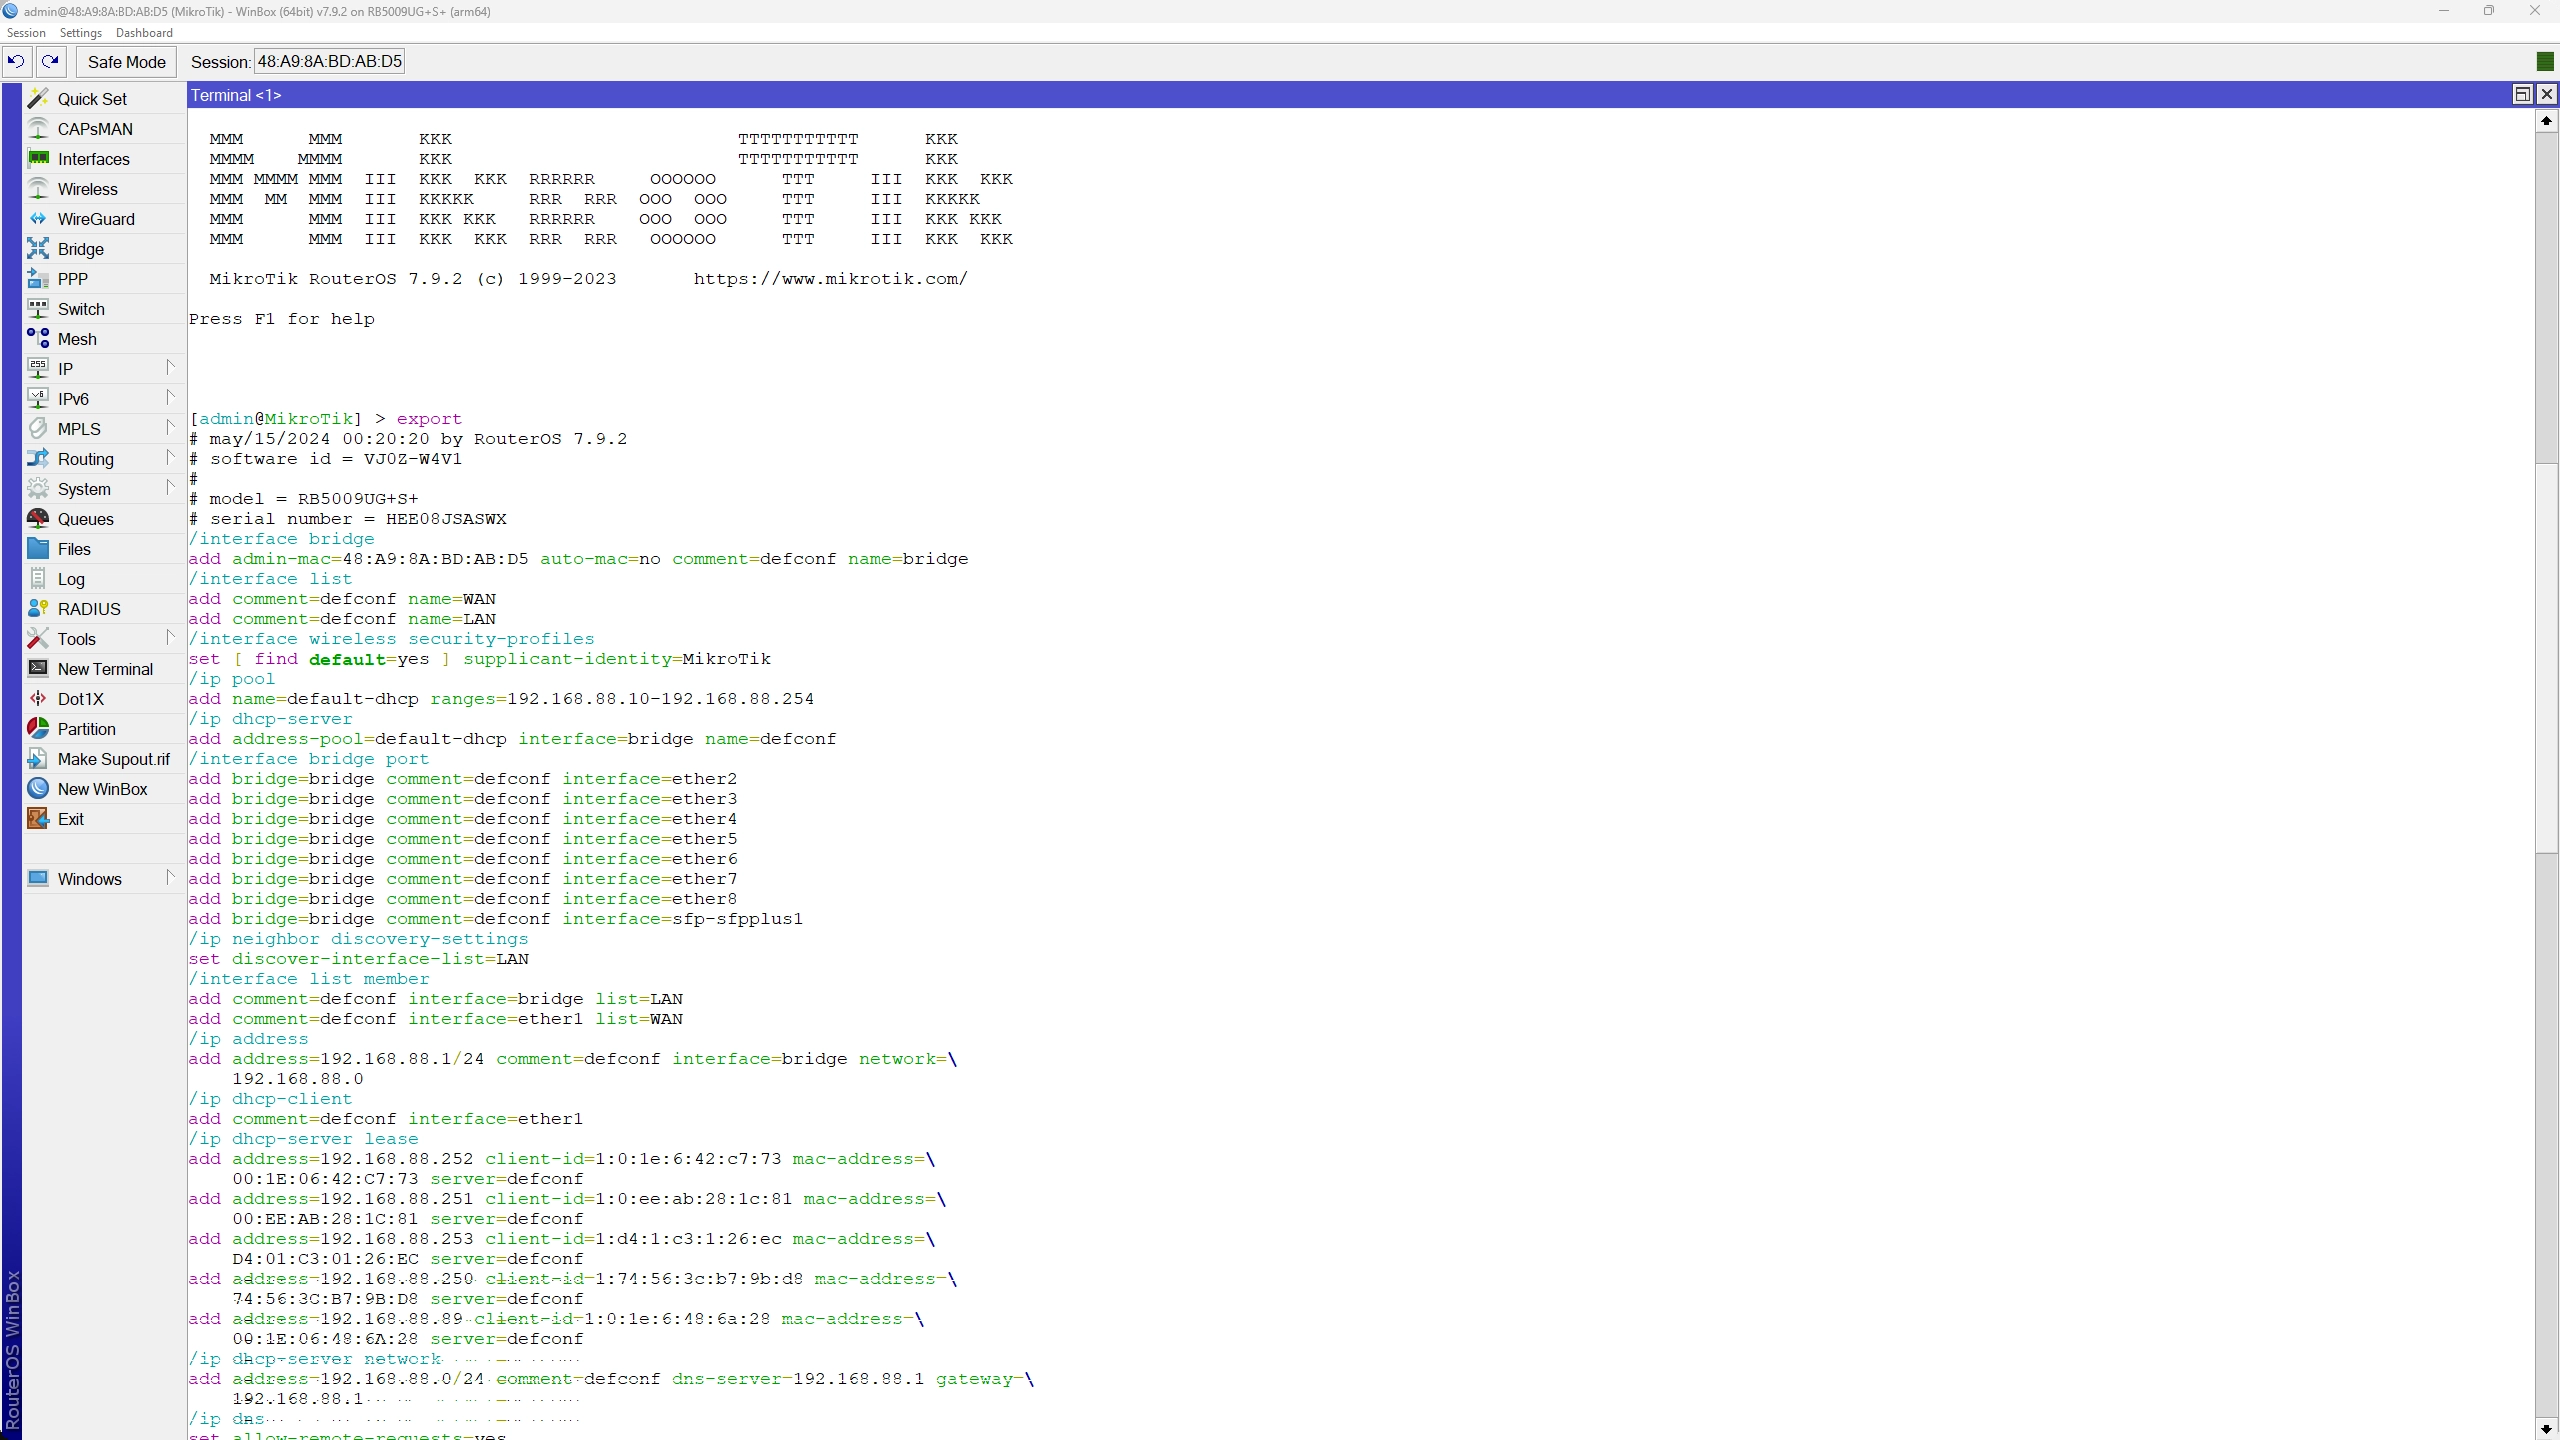 admin@48:A9:8A:BD:AB:D5 (MikroTik) - WinBox (64bit) v7.9.2 on RB5009UG+S+ (arm64)
Session Settings Dashboard
Safe Mode Session: 48:A9:8A:BD:AB:D5
Quick Set
CAPsMAN
Interfaces
Wireless
WireGuard
Bridge
PPP
Switch
Mesh
IP
IPv6
MPLS
Routing
System
Queues
Files
Log
RADIUS
Tools
New Terminal
Dot1X
Partition
Make Supout.rif
New WinBox
Exit
Windows
RouterOS WinBox
Terminal <1>
MMM      MMM       KKK                          TTTTTTTTTTT      KKK
MMMM    MMMM       KKK                          TTTTTTTTTTT      KKK
MMM MMMM MMM  III  KKK  KKK  RRRRRR     OOOOOO      TTT     III  KKK  KKK
MMM  MM  MMM  III  KKKKK     RRR  RRR  OOO  OOO     TTT     III  KKKKK
MMM      MMM  III  KKK KKK   RRRRRR    OOO  OOO     TTT     III  KKK KKK
MMM      MMM  III  KKK  KKK  RRR  RRR   OOOOOO      TTT     III  KKK  KKK
MikroTik RouterOS 7.9.2 (c) 1999-2023       https://www.mikrotik.com/
Press F1 for help
[admin@MikroTik] > export
# may/15/2024 00:20:20 by RouterOS 7.9.2
# software id = VJ0Z-W4V1
#
# model = RB5009UG+S+
# serial number = HEE08JSASWX
/interface bridge
add admin-mac=48:A9:8A:BD:AB:D5 auto-mac=no comment=defconf name=bridge
/interface list
add comment=defconf name=WAN
add comment=defconf name=LAN
/interface wireless security-profiles
set [ find default=yes ] supplicant-identity=MikroTik
/ip pool
add name=default-dhcp ranges=192.168.88.10-192.168.88.254
/ip dhcp-server
add address-pool=default-dhcp interface=bridge name=defconf
/interface bridge port
add bridge=bridge comment=defconf interface=ether2
add bridge=bridge comment=defconf interface=ether3
add bridge=bridge comment=defconf interface=ether4
add bridge=bridge comment=defconf interface=ether5
add bridge=bridge comment=defconf interface=ether6
add bridge=bridge comment=defconf interface=ether7
add bridge=bridge comment=defconf interface=ether8
add bridge=bridge comment=defconf interface=sfp-sfpplus1
/ip neighbor discovery-settings
set discover-interface-list=LAN
/interface list member
add comment=defconf interface=bridge list=LAN
add comment=defconf interface=ether1 list=WAN
/ip address
add address=192.168.88.1/24 comment=defconf interface=bridge network=\
    192.168.88.0
/ip dhcp-client
add comment=defconf interface=ether1
/ip dhcp-server lease
add address=192.168.88.252 client-id=1:0:1e:6:42:c7:73 mac-address=\
    00:1E:06:42:C7:73 server=defconf
add address=192.168.88.251 client-id=1:0:ee:ab:28:1c:81 mac-address=\
    00:EE:AB:28:1C:81 server=defconf
add address=192.168.88.253 client-id=1:d4:1:c3:1:26:ec mac-address=\
    D4:01:C3:01:26:EC server=defconf
add address=192.168.88.250 client-id=1:74:56:3c:b7:9b:d8 mac-address=\
    74:56:3C:B7:9B:D8 server=defconf
add address=192.168.88.89 client-id=1:0:1e:6:48:6a:28 mac-address=\
    00:1E:06:48:6A:28 server=defconf
/ip dhcp-server network
add address=192.168.88.0/24 comment=defconf dns-server=192.168.88.1 gateway=\
    192.168.88.1
/ip dns
set allow-remote-requests=yes